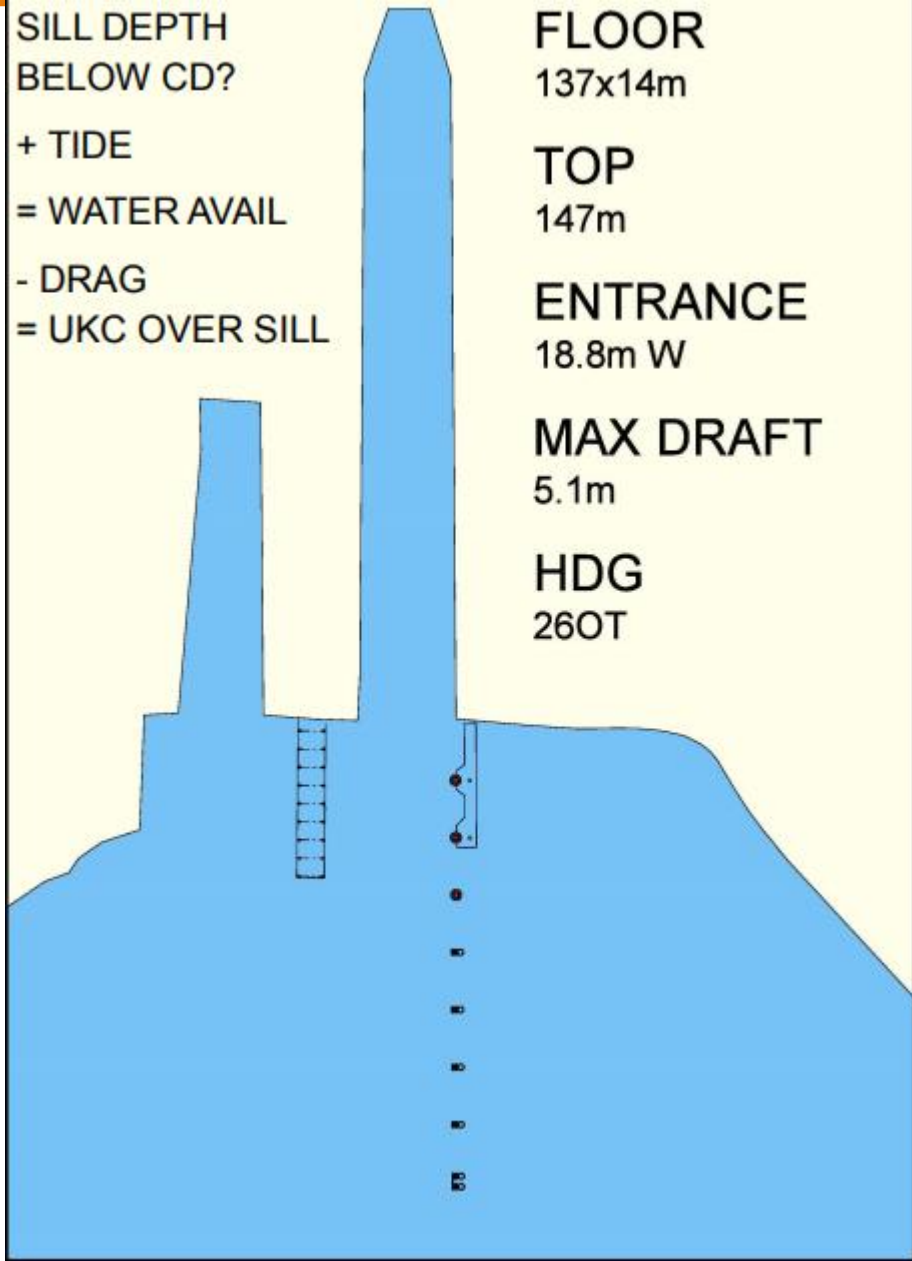 SILL DEPTH
BELOW CD?
+ TIDE
= WATER AVAIL
- DRAG
= UKC OVER SILL
FLOOR
137x14m
TOP
147m
ENTRANCE
18.8m W
MAX DRAFT
5.1m
HDG
26OT